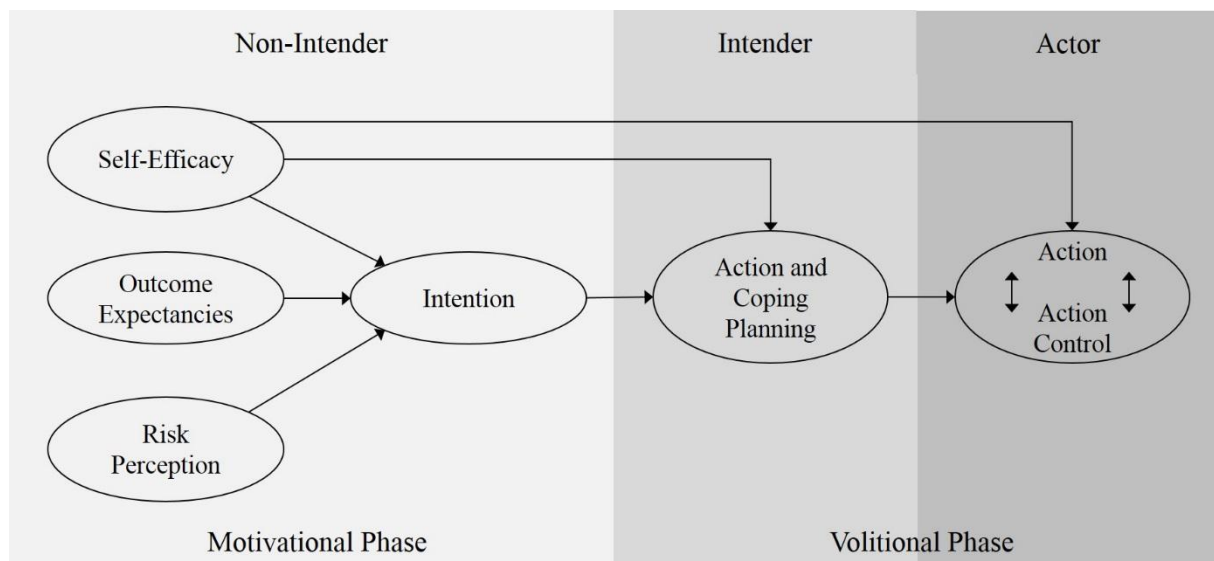 Non-Intender
Intender
Actor
Self-Efficacy
Outcome
Expectancies
Risk
Perception
Intention
Action and
Coping
Planning
Action
Action
Control
Motivational Phase
Volitional Phase